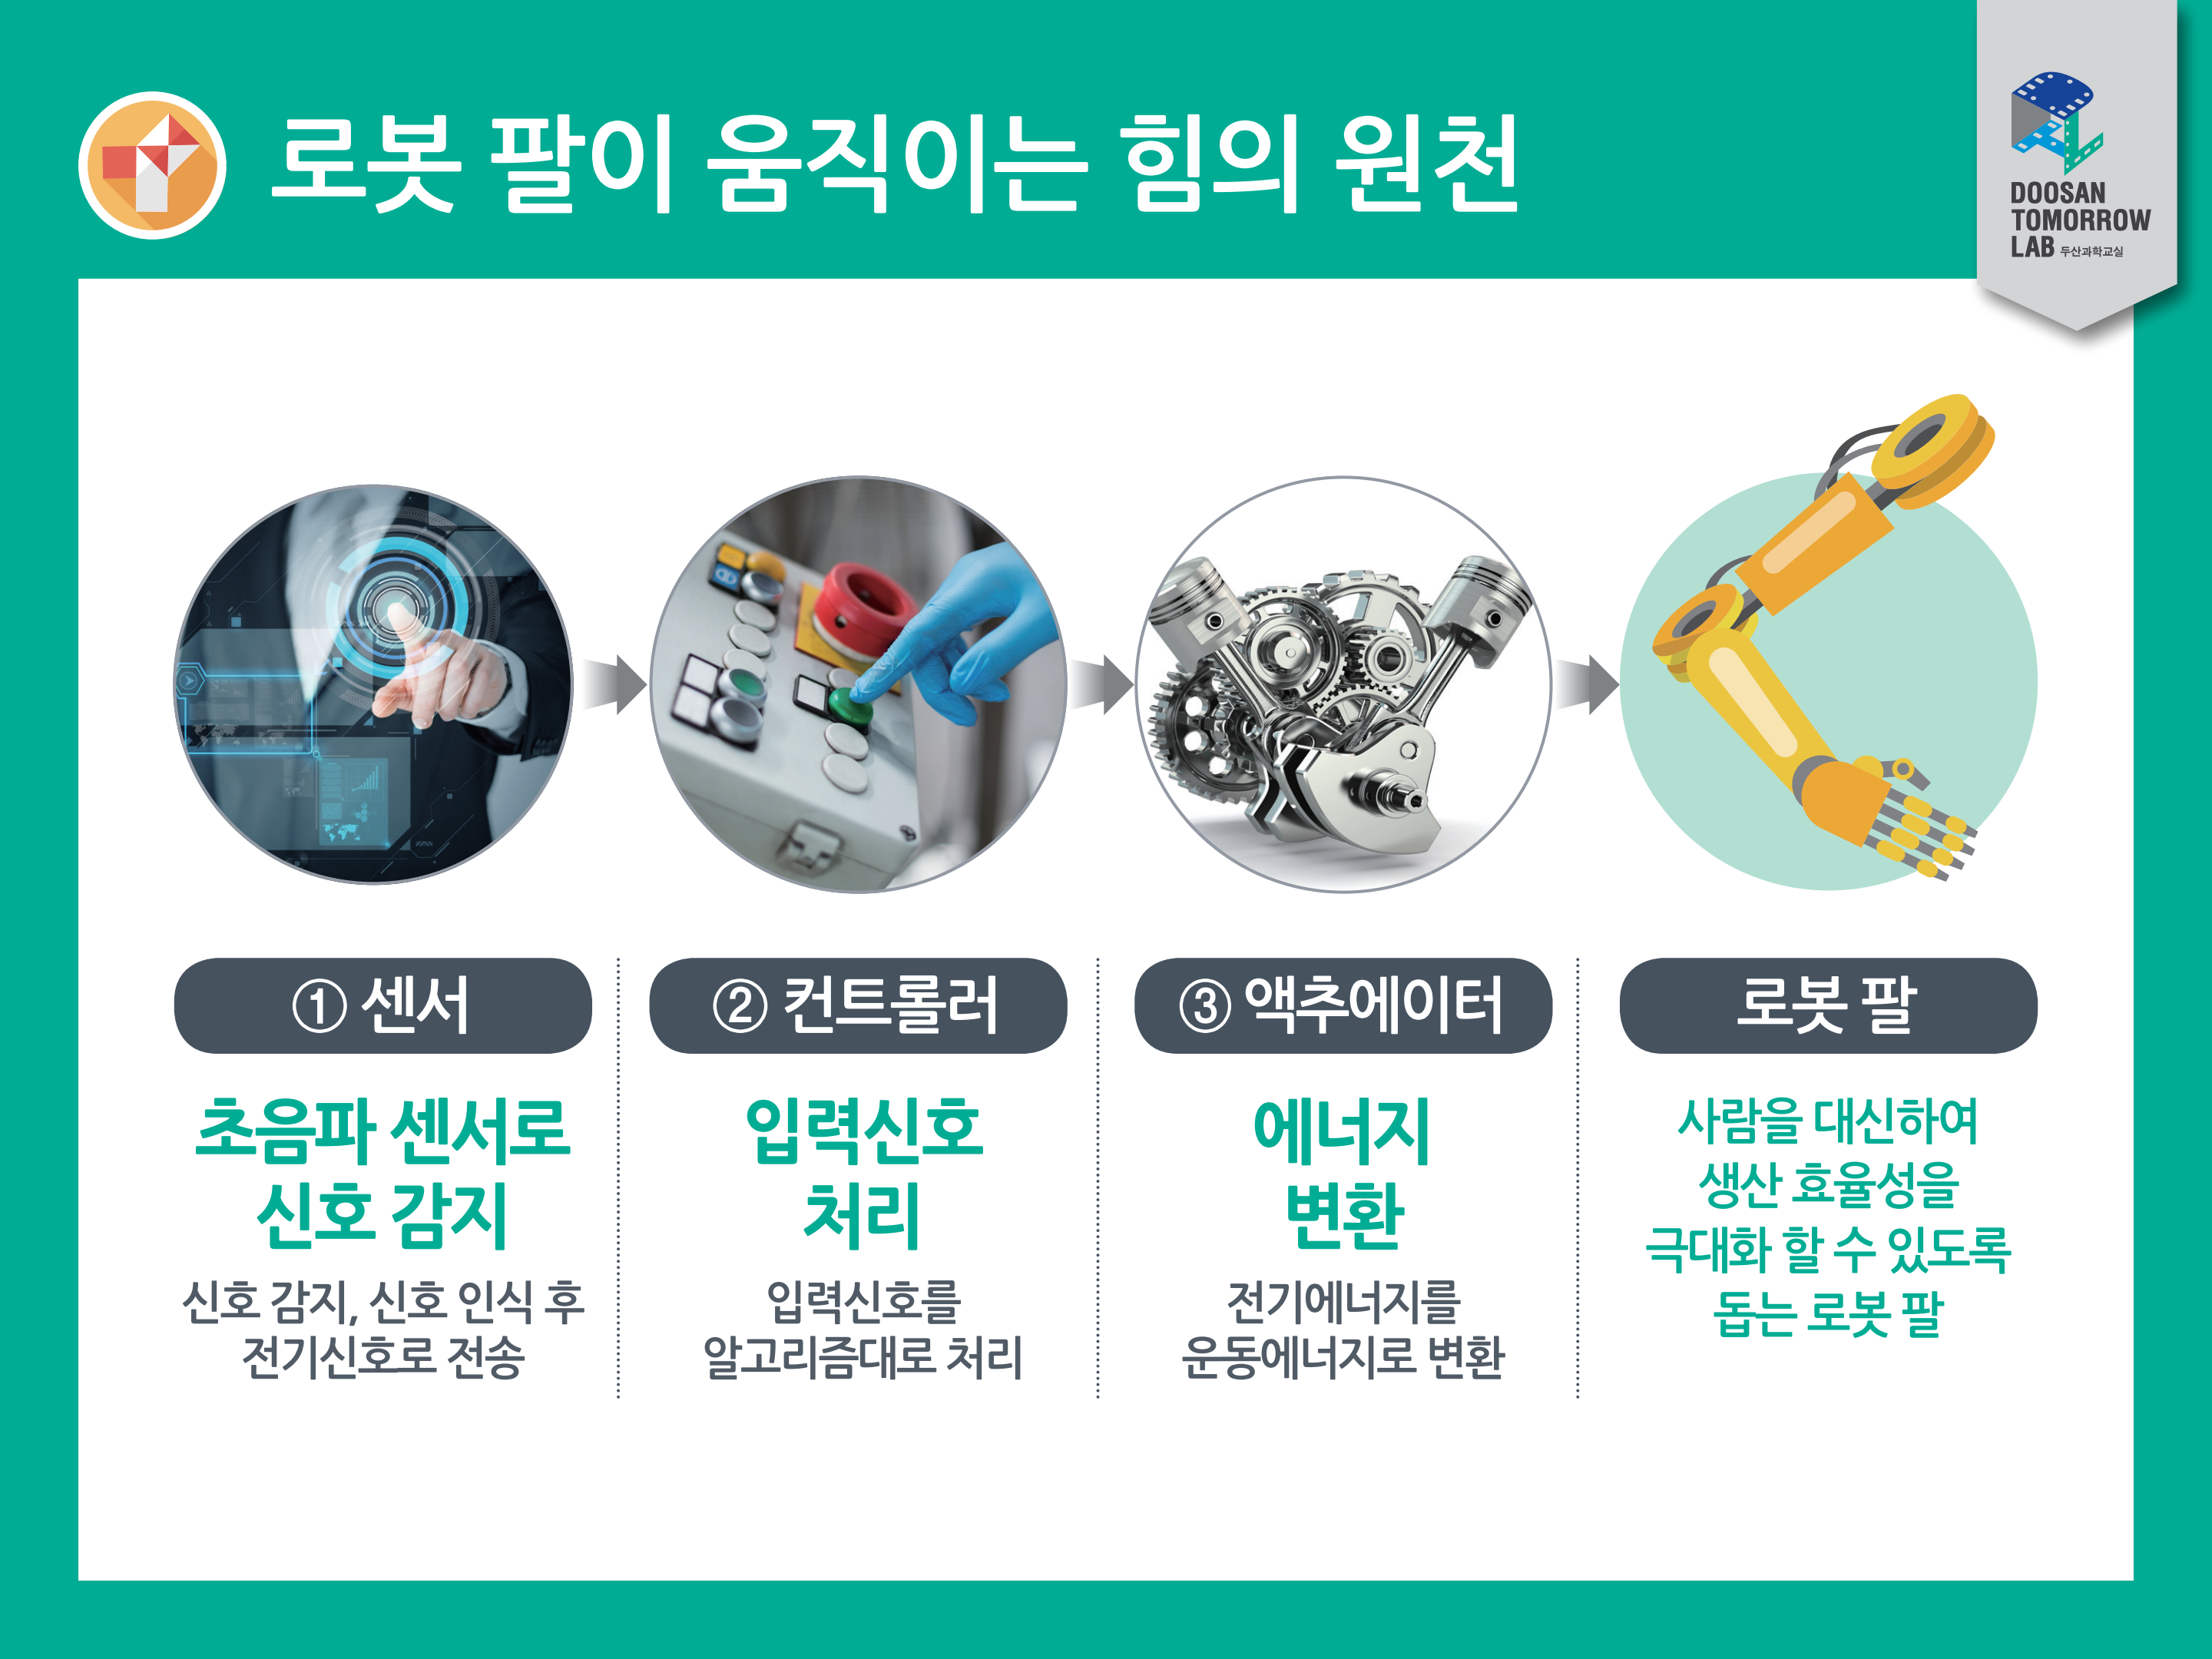 로봇 팔이 움직이는 힘의 원천
DOOSAN
TOMORROW
LAB 두산과학교실
① 센서
초음파 센서로
신호 감지
신호 감지, 신호 인식 후
전기신호로 전송
② 컨트롤러
입력신호
처리
입력신호를
알고리즘대로 처리
③ 액추에이터
에너지
변환
전기에너지를
운동에너지로 변환
로봇 팔
사람을 대신하여
생산 효율성을
극대화 할 수 있도록
돕는 로봇 팔